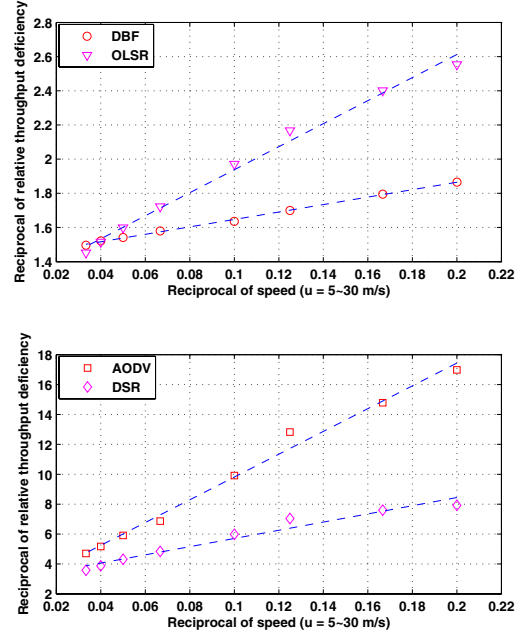 2.8
2.6
2.4
2.2
2
1.8
1.6
1.4
Reciprocal of relative throughput deficiency
DBF
OLSR
0.02 0.04 0.06 0.08 0.1 0.12 0.14 0.16 0.18 0.2 0.22
Reciprocal of speed (u = 5~30 m/s)
18
16
14
12
10
8
6
4
2
Reciprocal of relative throughput deficiency
AODV
DSR
0.02 0.04 0.06 0.08 0.1 0.12 0.14 0.16 0.18 0.2 0.22
Reciprocal of speed (u = 5~30 m/s)